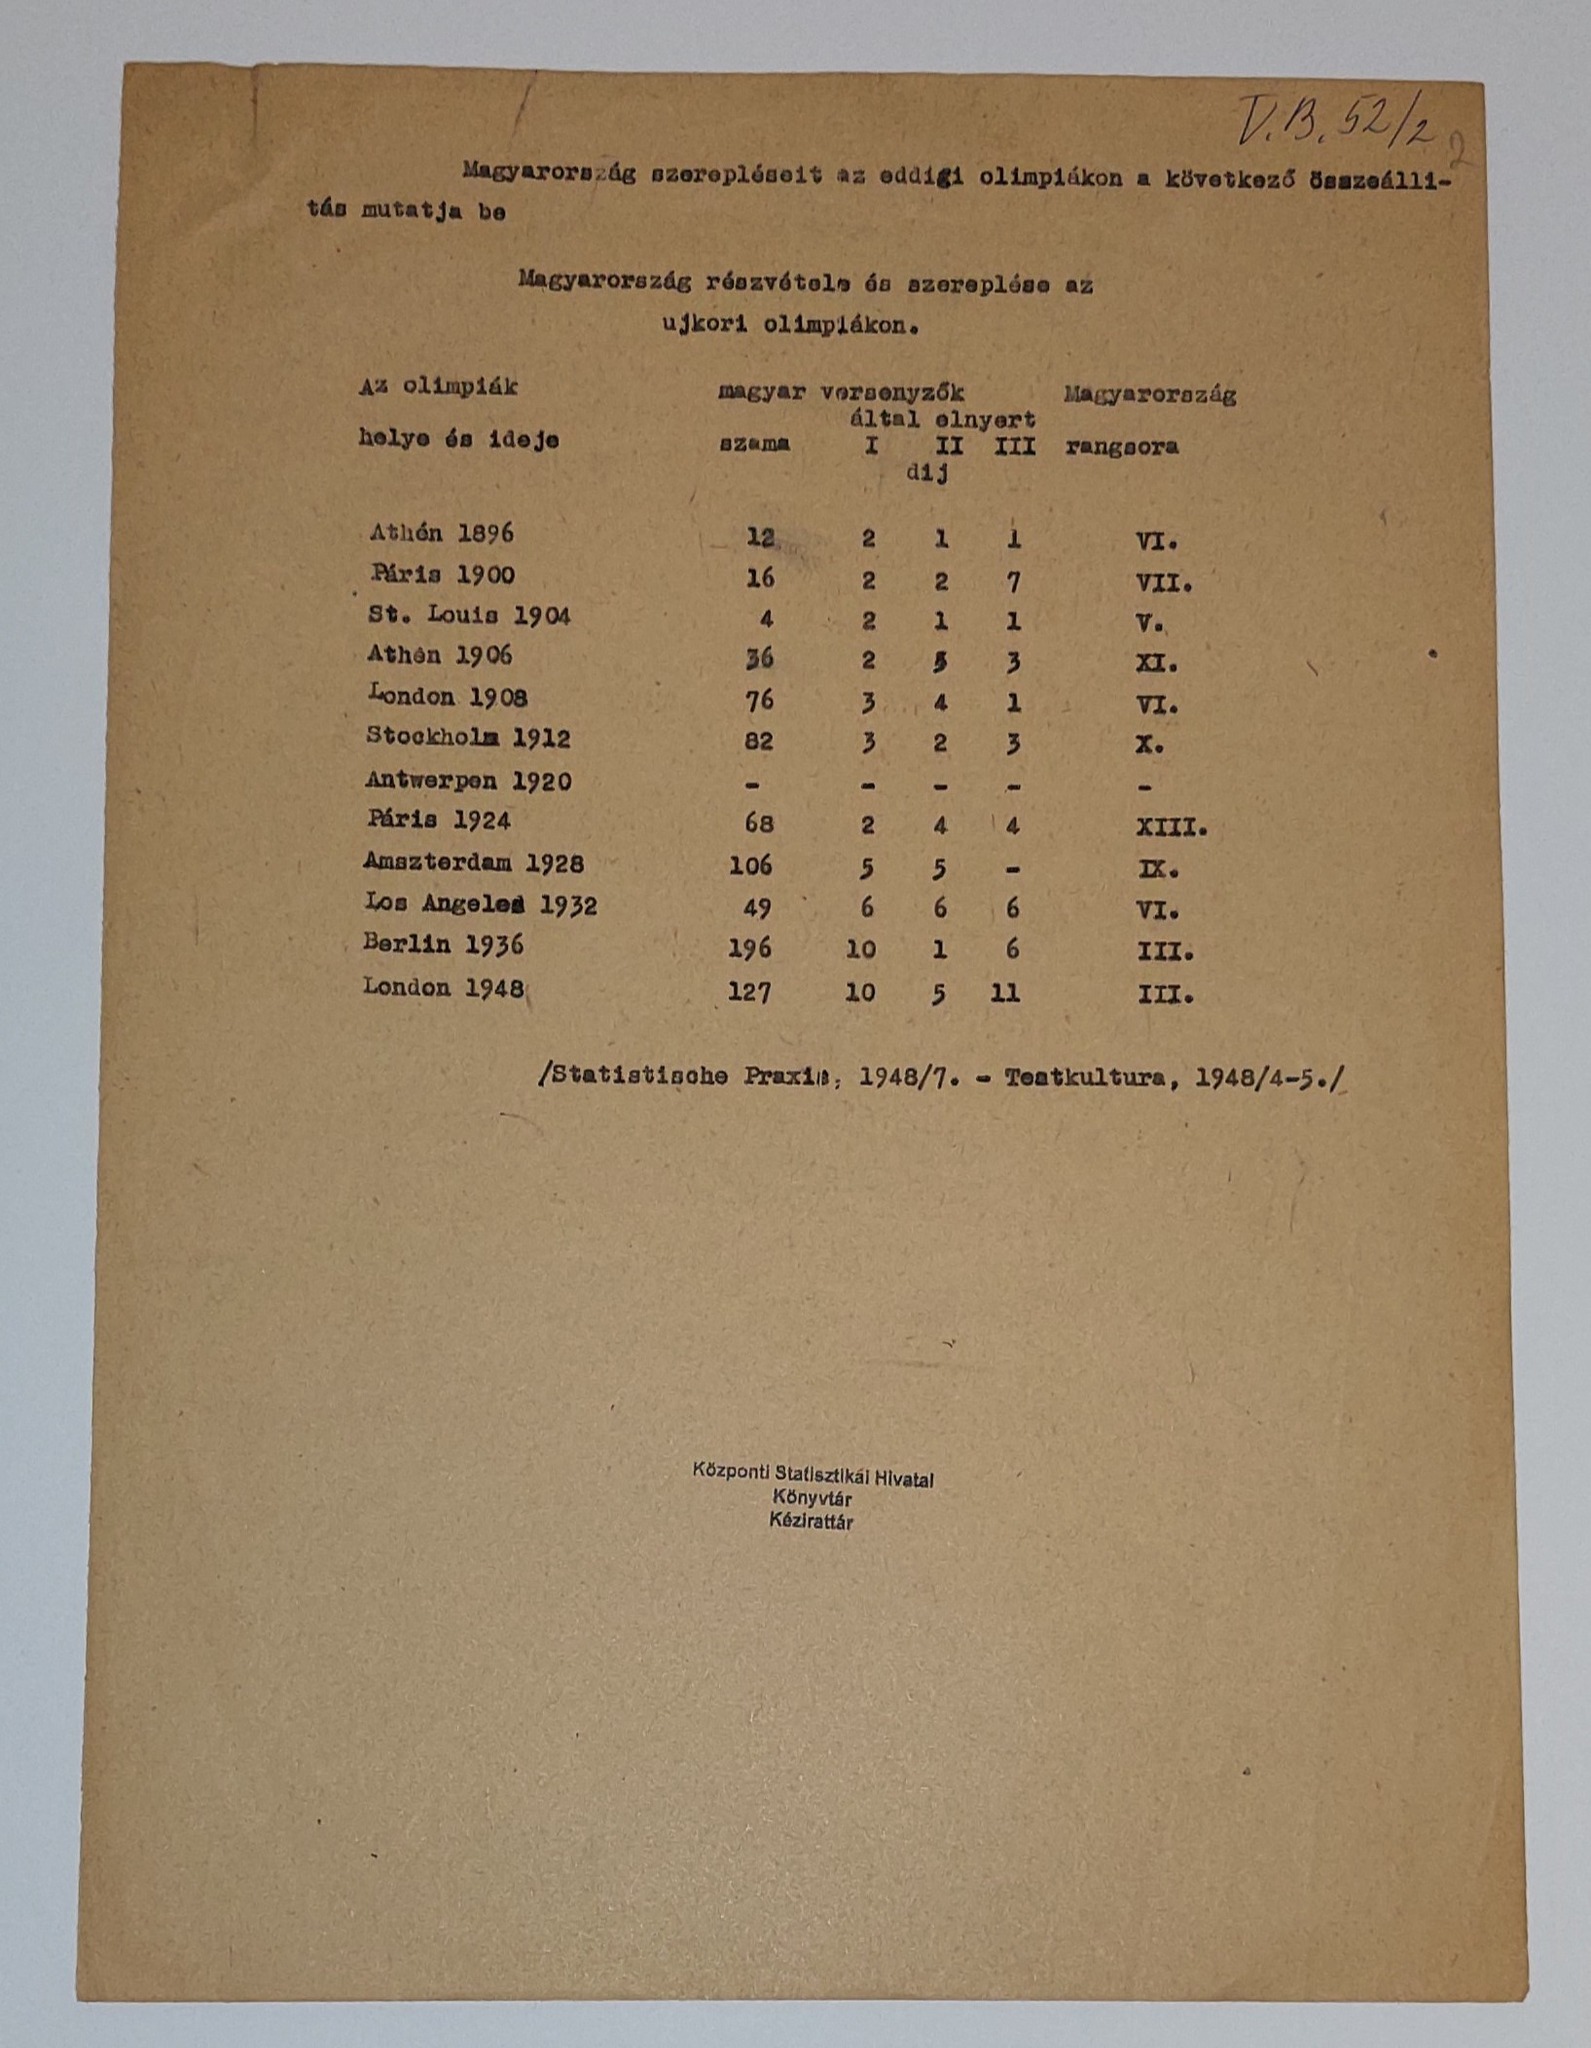 V.B. 52/2
2
Magyarország szerepléseit az eddigi olimpiákon a következő összeálli-
tás mutatja be
Magyarország részvétele és szereplése az
ujkori olimpiákon.
Az olimpiák magyar versenyzők Magyarország
által elnyert
helye és ideje szama I II III rangsora
dij
Athén 1896 12 2 1 1 VI.
Páris 1900 16 2 2 7 VII.
St. Louis 1904 4 2 1 1 V.
Athén 1906 36 2 5 3 XI.
London 1908 76 3 4 1 VI.
Stockholm 1912 82 3 2 3 X.
Antwerpen 1920 - - - - -
Páris 1924 68 2 4 4 XIII.
Amszterdam 1928 106 5 5 - IX.
Los Angeles 1932 49 6 6 6 VI.
Berlin 1936 196 10 1 6 III.
London 1948 127 10 5 11 III.
/Statistische Praxis, 1948/7. - Testkultura, 1948/4-5./
Központi Statisztikai Hivatal
Könyvtár
Kézirattár